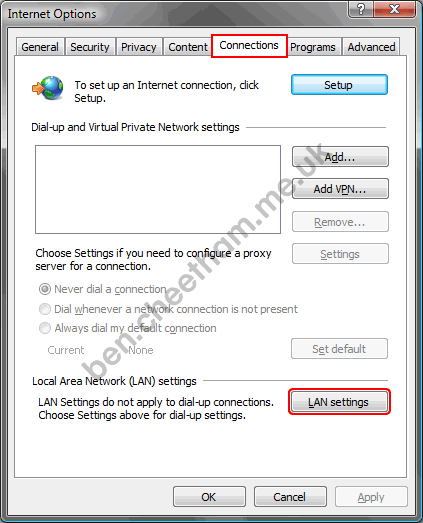 Internet Options
General
Security
Privacy
Content
Connections
Programs
Advanced
To set up an Internet connection, click
Setup.
Setup
Dial-up and Virtual Private Network settings
Add...
Add VPN...
Remove...
Choose Settings if you need to configure a proxy
server for a connection.
Settings
Never dial a connection
Dial whenever a network connection is not present
Always dial my default connection
Current
None
Set default
Local Area Network (LAN) settings
LAN Settings do not apply to dial-up connections.
Choose Settings above for dial-up settings.
LAN settings
OK
Cancel
Apply
ben.cheetham.me.uk